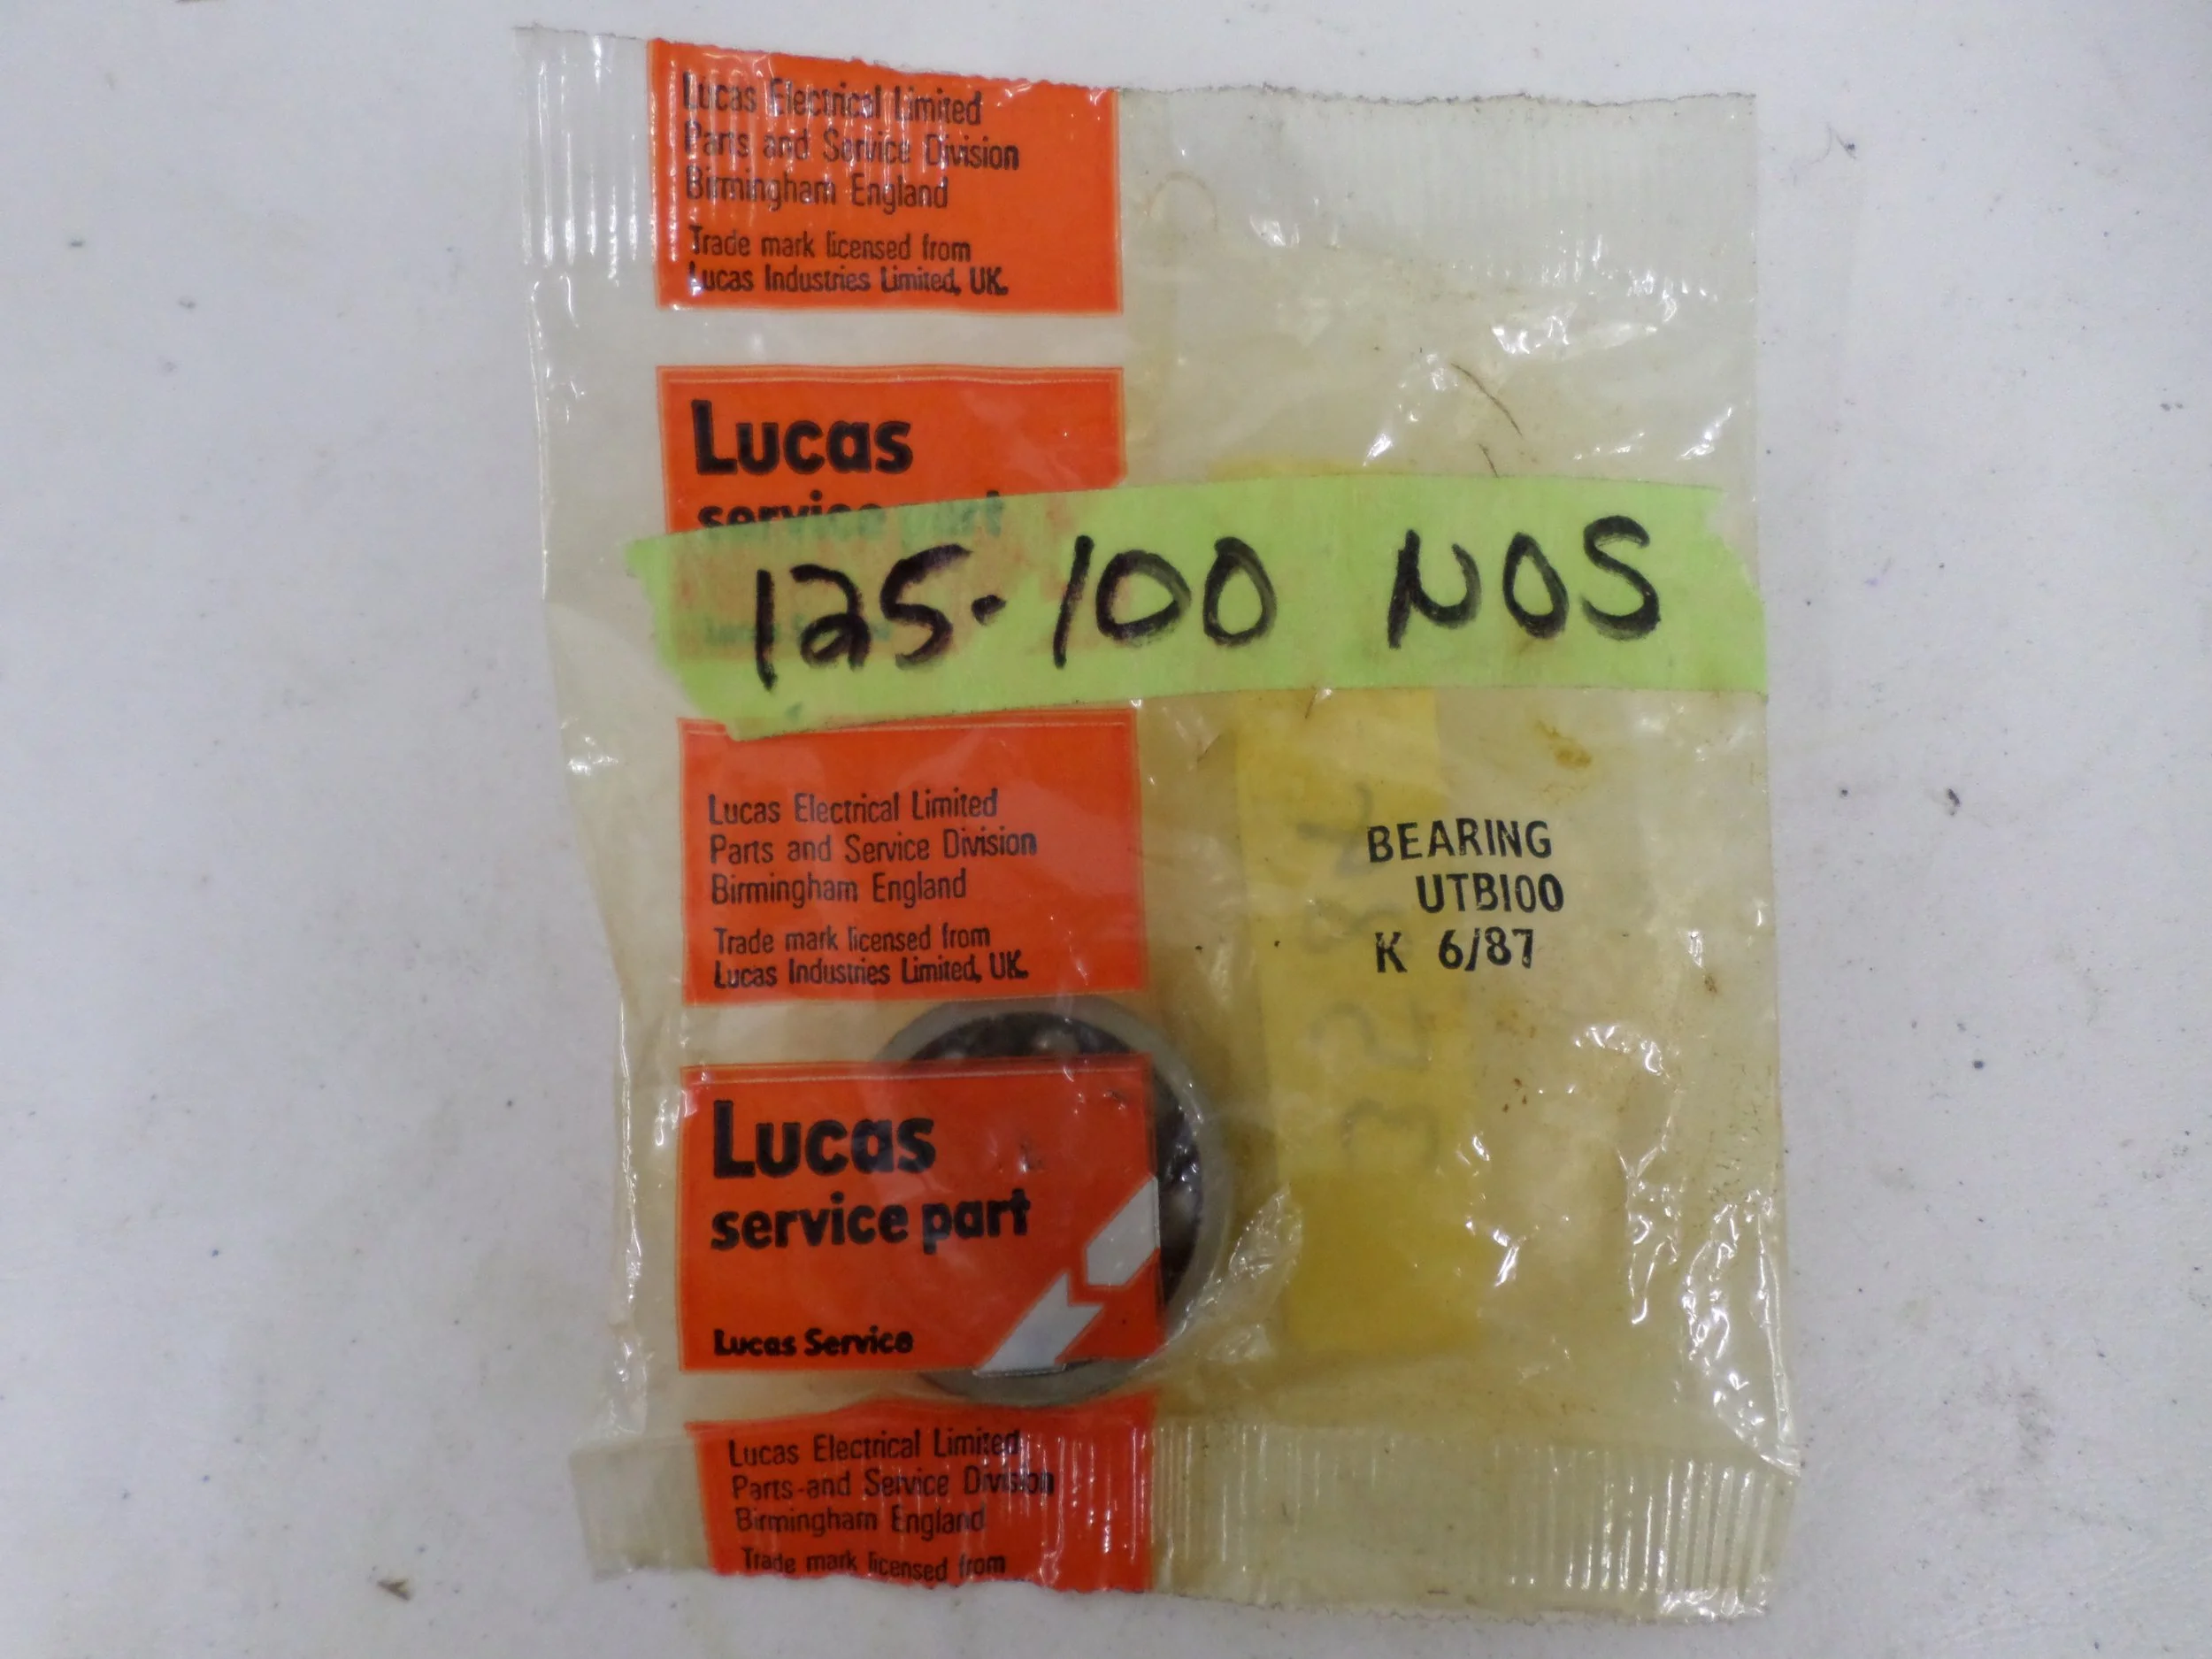 Lucas Electrical Limited
Parts and Service Division
Birmingham England
Trade mark licensed from
Lucas Industries Limited, UK.
Lucas
service part
125-100 NOS
Lucas Electrical Limited
Parts and Service Division
Birmingham England
Trade mark licensed from
Lucas Industries Limited, UK.
BEARING
UTB100
K 6/87
Lucas
service part
Lucas Service
Lucas Electrical Limited
Parts and Service Division
Birmingham England
Trade mark licensed from